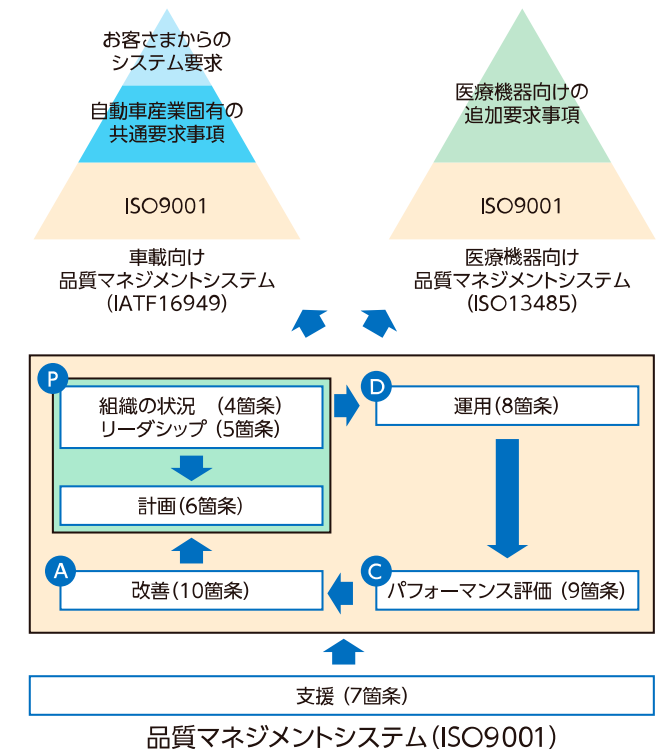 お客さまからの
システム要求
自動車産業固有の
共通要求事項
ISO9001
車載向け
品質マネジメントシステム
(IATF16949)
医療機器向けの
追加要求事項
ISO9001
医療機器向け
品質マネジメントシステム
(ISO13485)
P
組織の状況 (4箇条)
リーダシップ (5箇条)
計画(6箇条)
D
運用(8箇条)
A
改善(10箇条)
C
パフォーマンス評価 (9箇条)
支援 (7箇条)
品質マネジメントシステム(ISO9001)